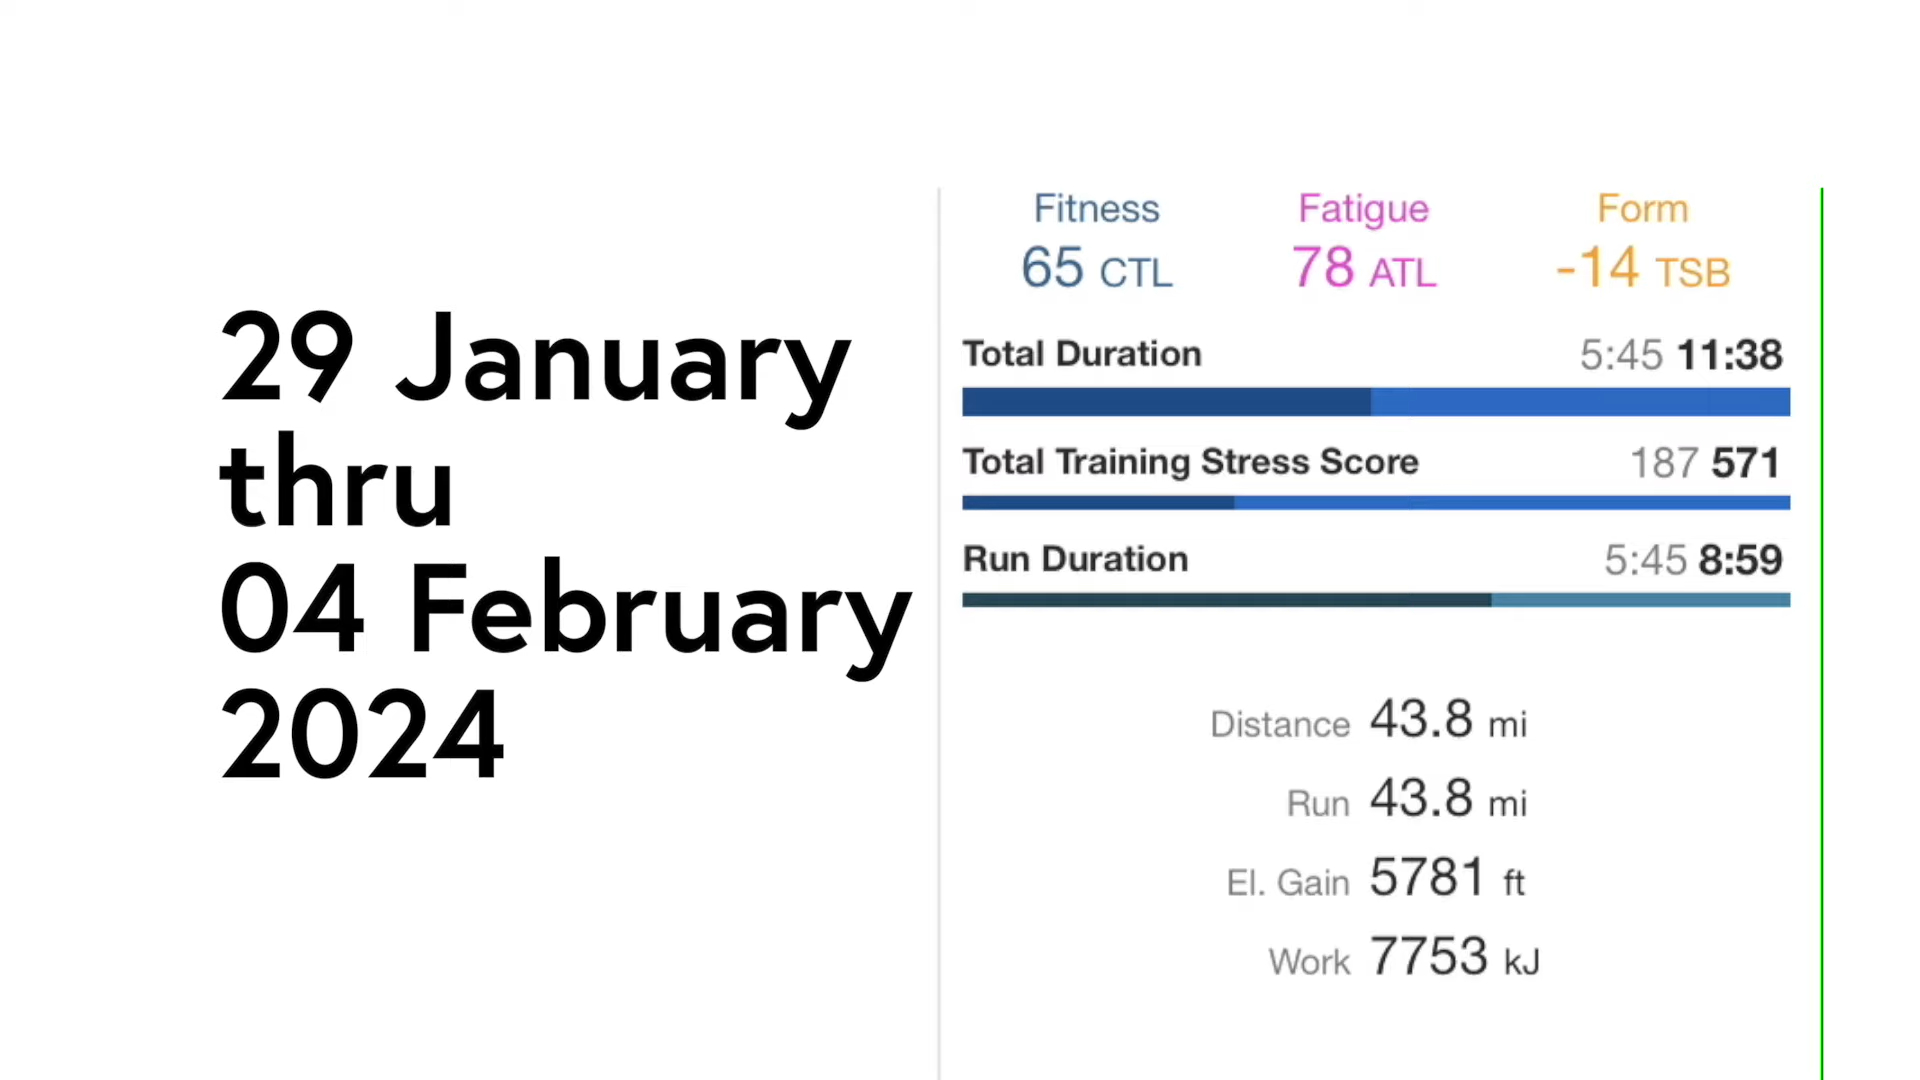 29 January
thru
04 February
2024
Fitness Fatigue Form
65 CTL 78 ATL -14 TSB
Total Duration 5:45 11:38
Total Training Stress Score 187 571
Run Duration 5:45 8:59
Distance 43.8 mi
Run 43.8 mi
El. Gain 5781 ft
Work 7753 kJ